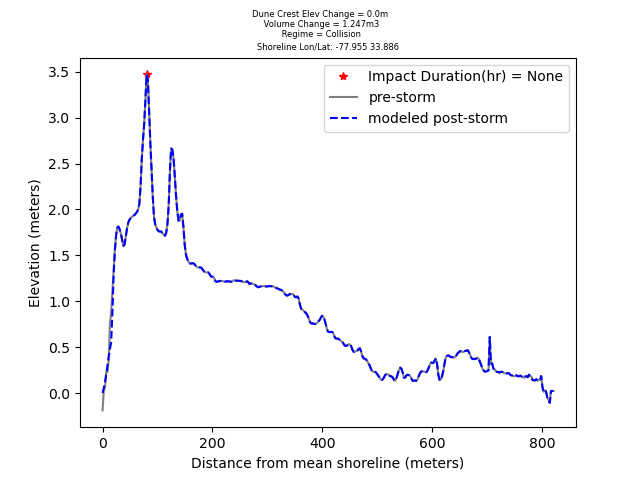 Dune Crest Elev Change = 0.0m
Volume Change = 1.247m3
Regime = Collision
Shoreline Lon/Lat: -77.955 33.886
Impact Duration(hr) = None
pre-storm
modeled post-storm
3.5
3.0
2.5
2.0
1.5
1.0
0.5
0.0
Elevation (meters)
0 200 400 600 800
Distance from mean shoreline (meters)